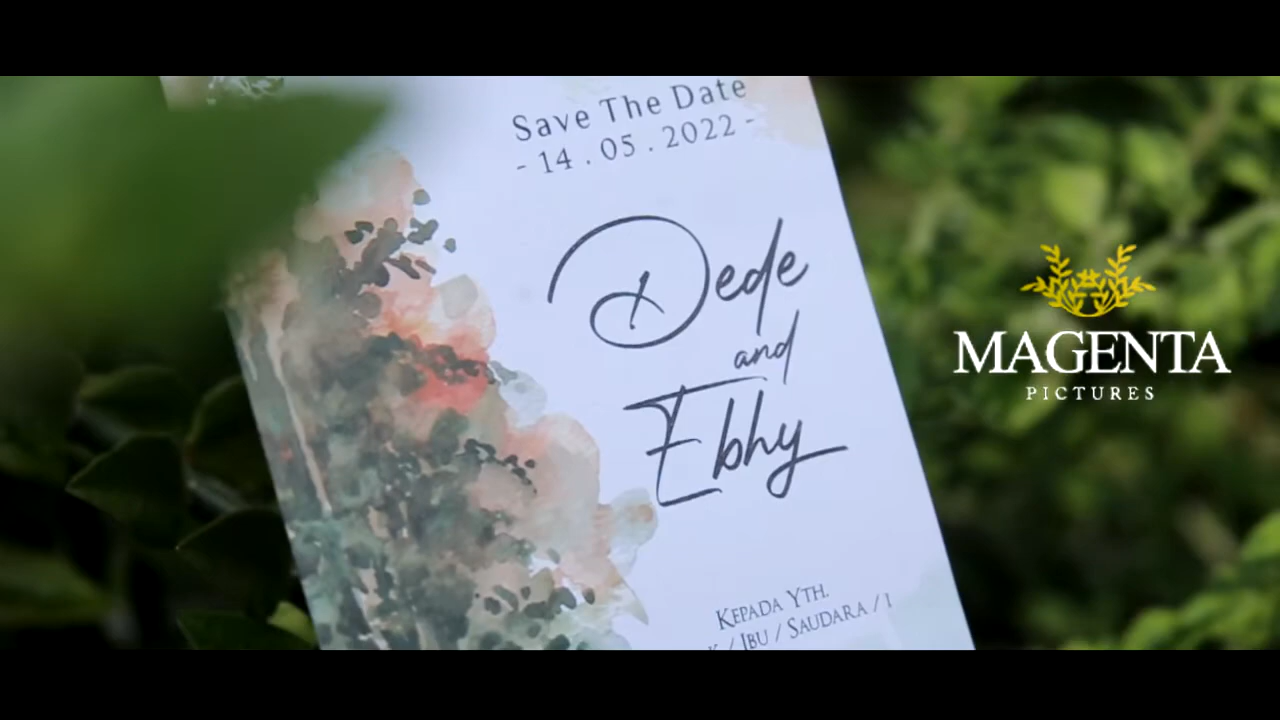 Save The Date
- 14 . 05 . 2022 -
Dede
and
Ebhy
KEPADA YTH.
/ IBU / SAUDARA / I
MAGENTA
PICTURES